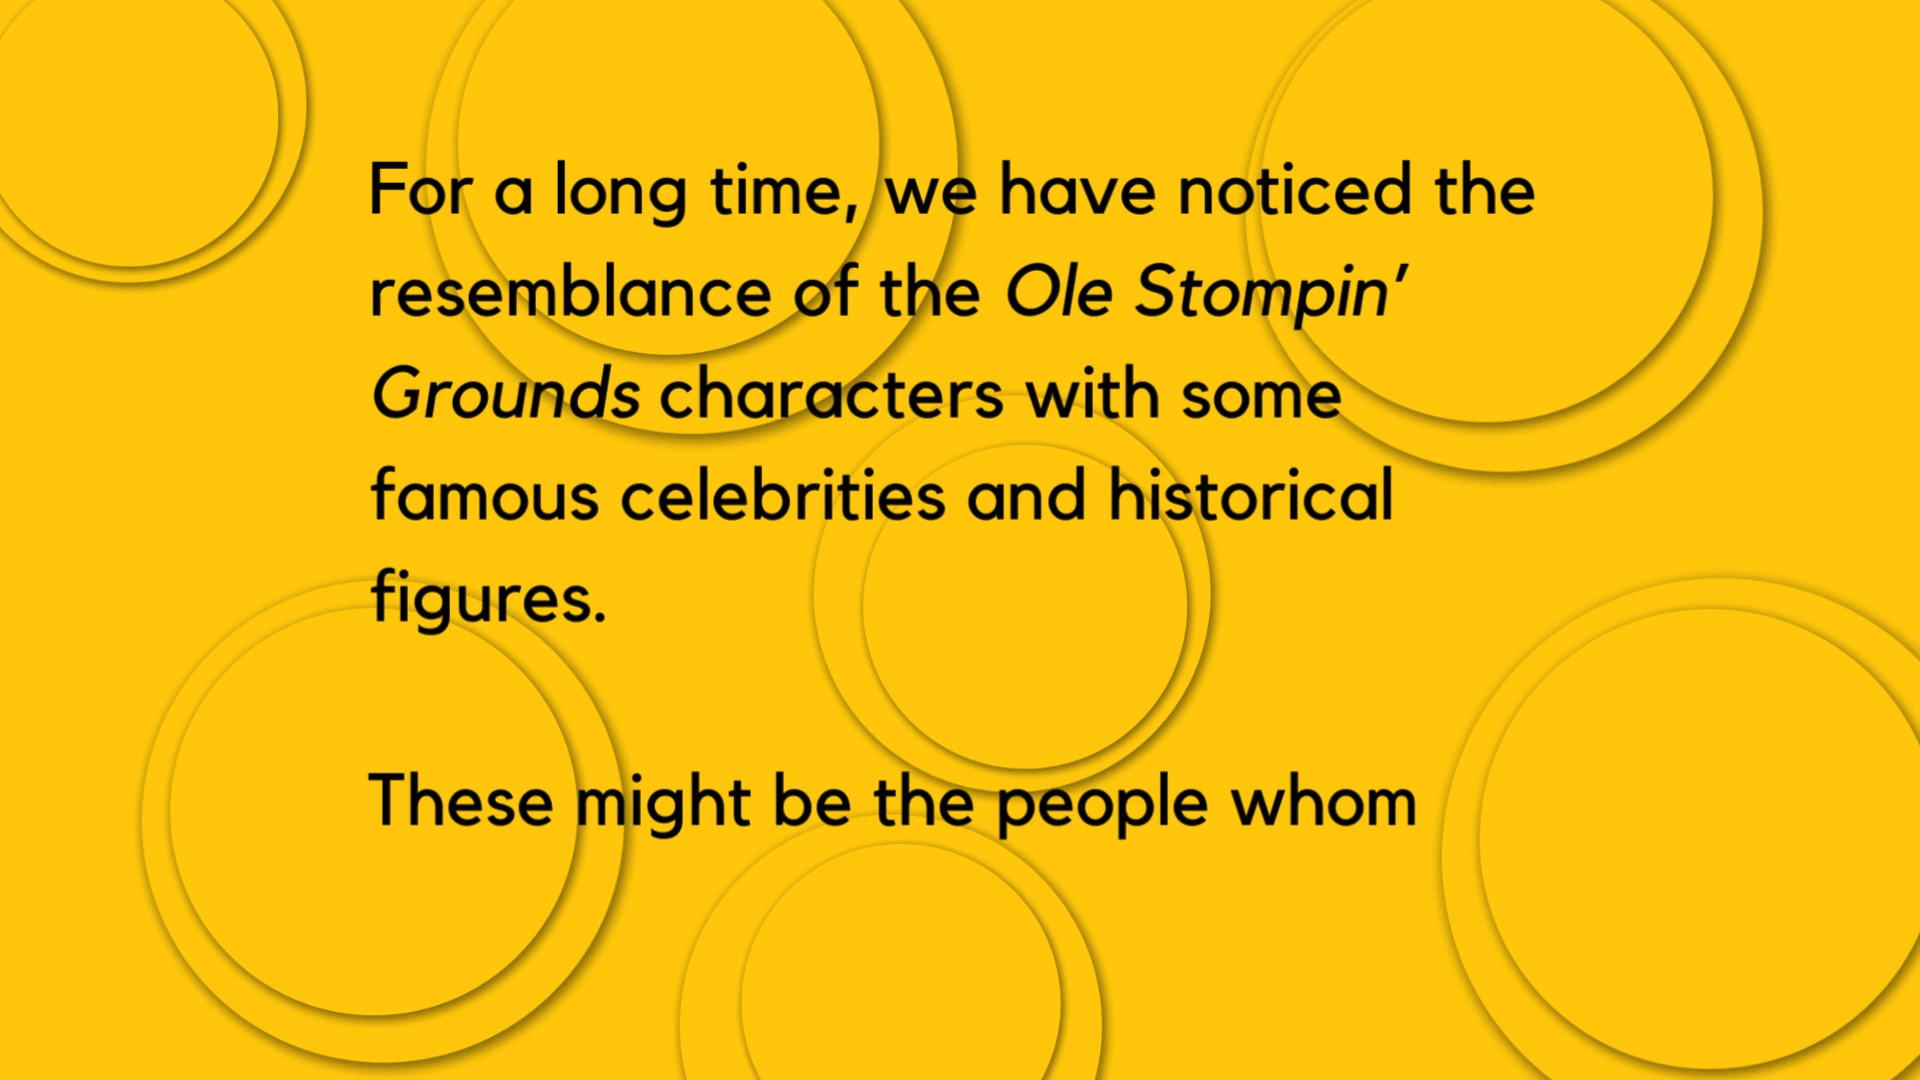 For a long time, we have noticed the
resemblance of the Ole Stompin’
Grounds characters with some
famous celebrities and historical
figures.
These might be the people whom